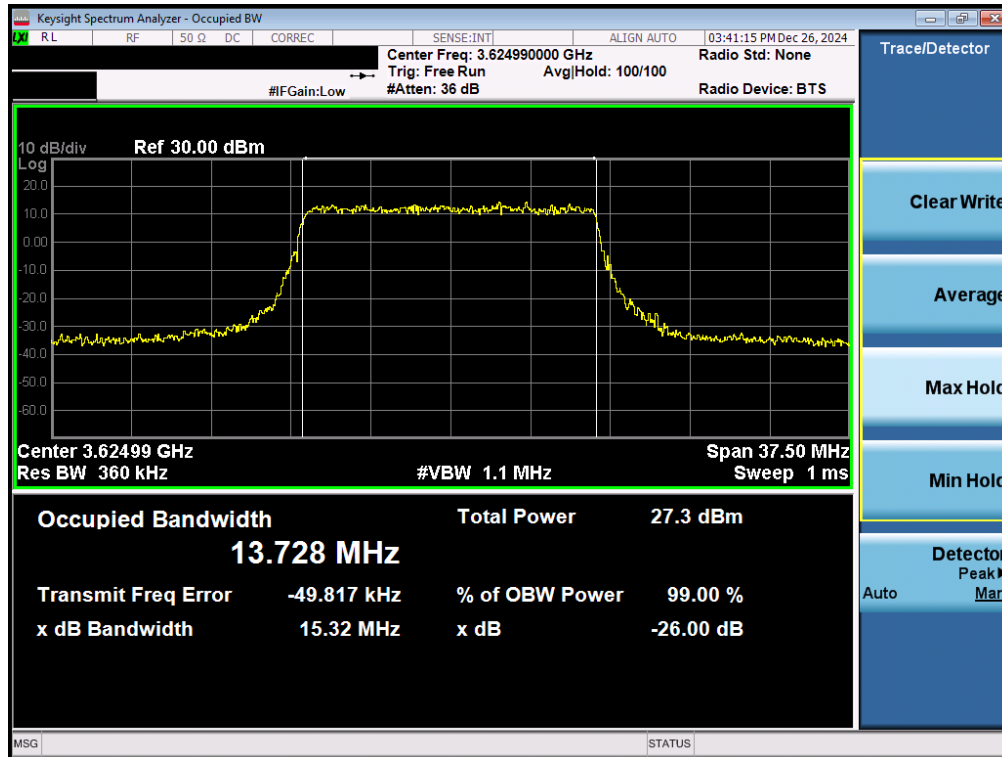 Keysight Spectrum Analyzer - Occupied BW
LXI RL RF 50 Ω DC CORREC SENSE:INT ALIGN AUTO 03:41:15 PM Dec 26, 2024
Center Freq: 3.624990000 GHz Radio Std: None
Trig: Free Run Avg|Hold: 100/100
#IFGain:Low #Atten: 36 dB Radio Device: BTS
Trace/Detector
10 dB/div Ref 30.00 dBm
Log
20.0
10.0
0.00
-10.0
-20.0
-30.0
-40.0
-50.0
-60.0
Center 3.62499 GHz Span 37.50 MHz
Res BW 360 kHz #VBW 1.1 MHz Sweep 1 ms
Occupied Bandwidth Total Power 27.3 dBm
13.728 MHz
Transmit Freq Error -49.817 kHz % of OBW Power 99.00 %
x dB Bandwidth 15.32 MHz x dB -26.00 dB
Clear Write
Average
Max Hold
Min Hold
Detector
Peak
Auto Man
MSG STATUS